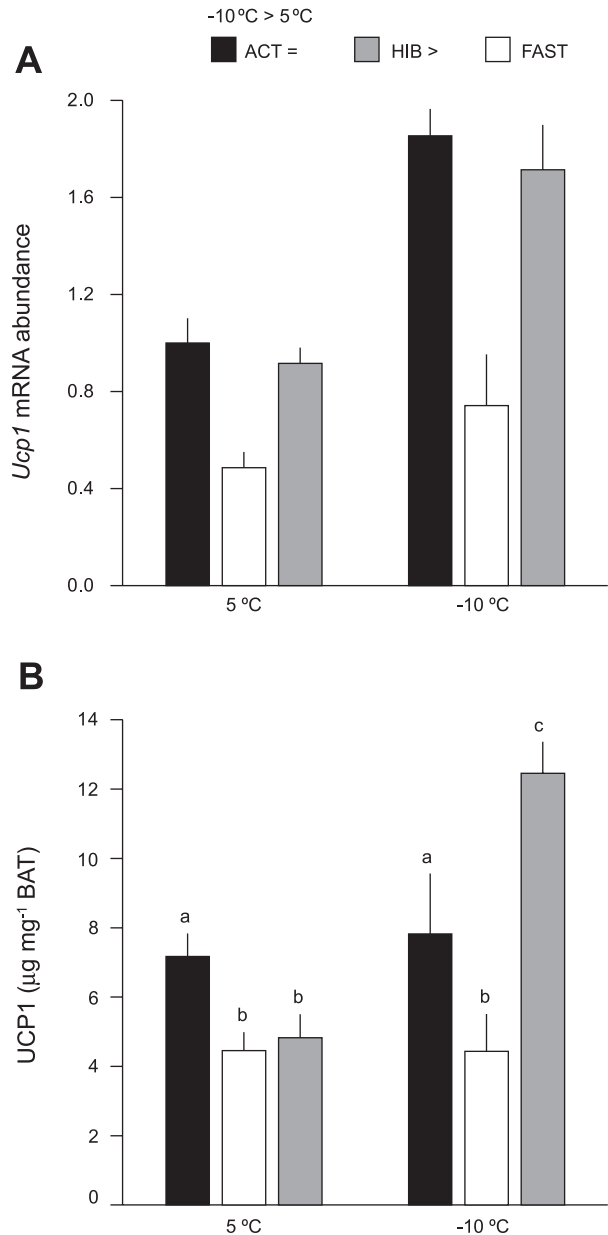 -10 ºC > 5 ºC
ACT = HIB > FAST
A
2.0
1.6
1.2
0.8
0.4
0.0
Ucp1 mRNA abundance
5 ºC -10 ºC
B
14
12
10
8
6
4
2
0
UCP1 (µg mg⁻¹ BAT)
a b b a b c
5 ºC -10 ºC